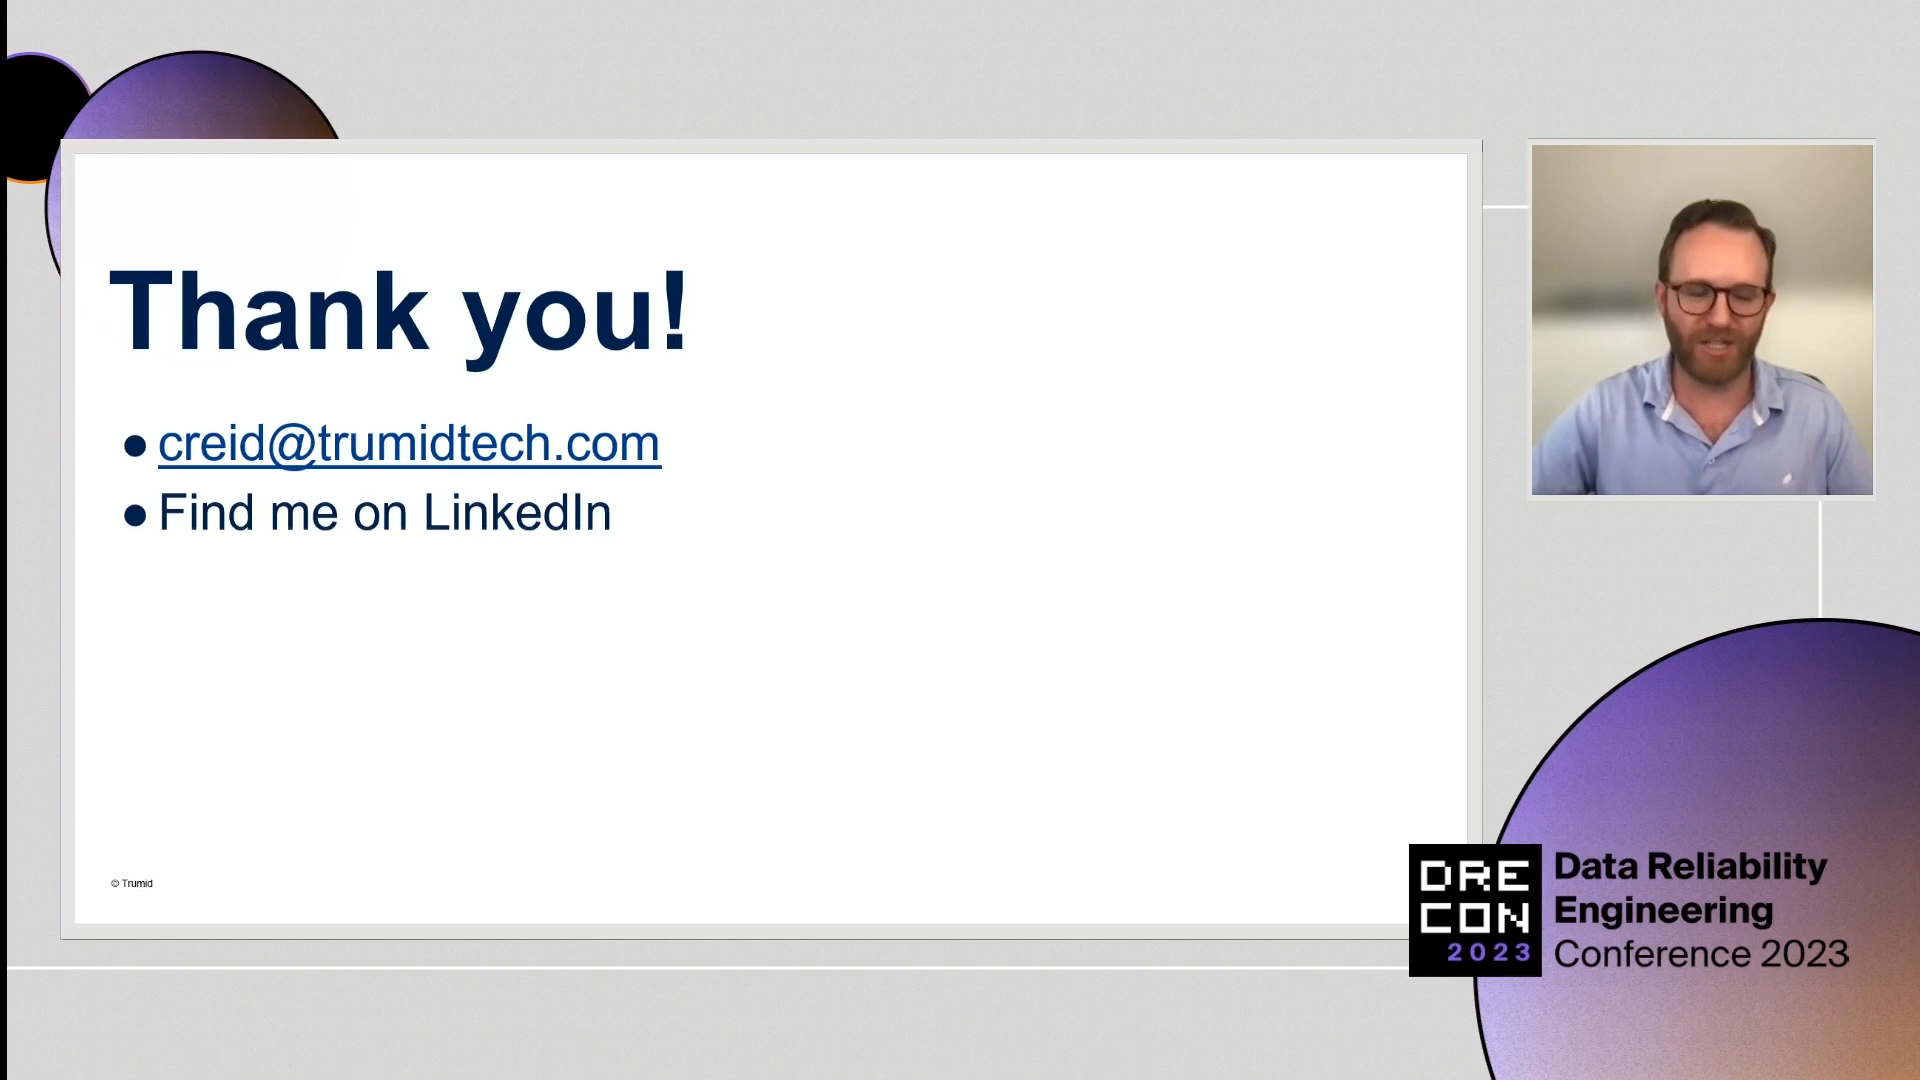 Thank you!
● creid@trumidtech.com
● Find me on LinkedIn
© Trumid
DRE
CON
2023
Data Reliability
Engineering
Conference 2023